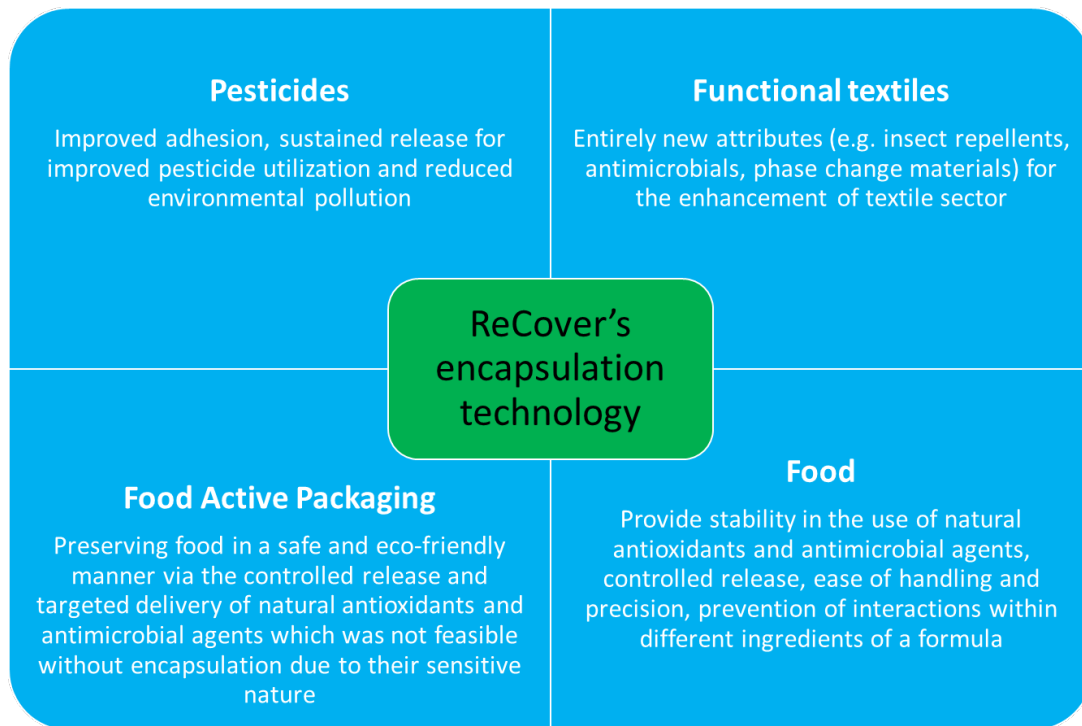 Pesticides
Improved adhesion, sustained release for
improved pesticide utilization and reduced
environmental pollution
Functional textiles
Entirely new attributes (e.g. insect repellents,
antimicrobials, phase change materials) for
the enhancement of textile sector
ReCover’s
encapsulation
technology
Food Active Packaging
Preserving food in a safe and eco-friendly
manner via the controlled release and
targeted delivery of natural antioxidants and
antimicrobial agents which was not feasible
without encapsulation due to their sensitive
nature
Food
Provide stability in the use of natural
antioxidants and antimicrobial agents,
controlled release, ease of handling and
precision, prevention of interactions within
different ingredients of a formula